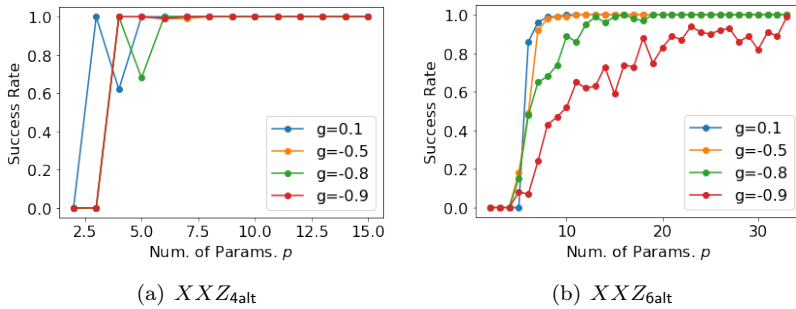 1.0
0.8
0.6
0.4
0.2
0.0
Success Rate
g=0.1
g=-0.5
g=-0.8
g=-0.9
2.5 5.0 7.5 10.0 12.5 15.0
Num. of Params. p
(a) XXZ4alt
1.0
0.8
0.6
0.4
0.2
0.0
Success Rate
g=0.1
g=-0.5
g=-0.8
g=-0.9
10 20 30
Num. of Params. p
(b) XXZ6alt